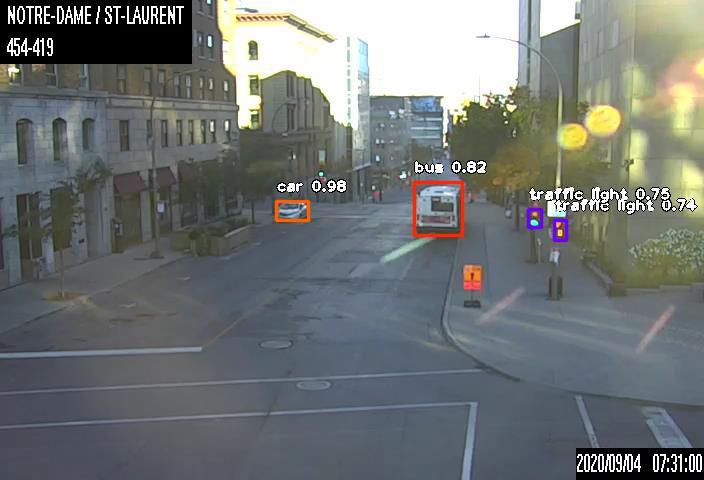 NOTRE-DAME / ST-LAURENT
454-419
car 0.98
bus 0.82
traffic light 0.75
traffic light 0.74
2020/09/04 07:31:00